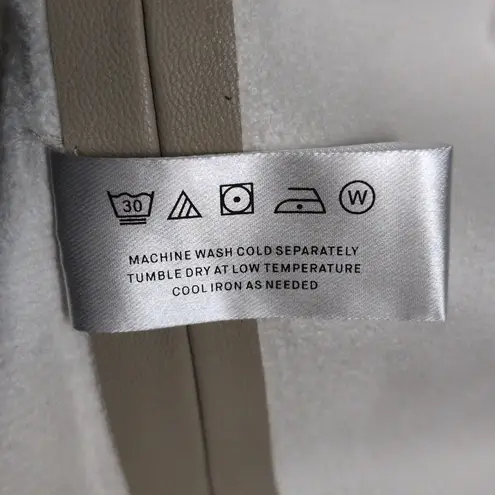 30 W
MACHINE WASH COLD SEPARATELY
TUMBLE DRY AT LOW TEMPERATURE
COOL IRON AS NEEDED